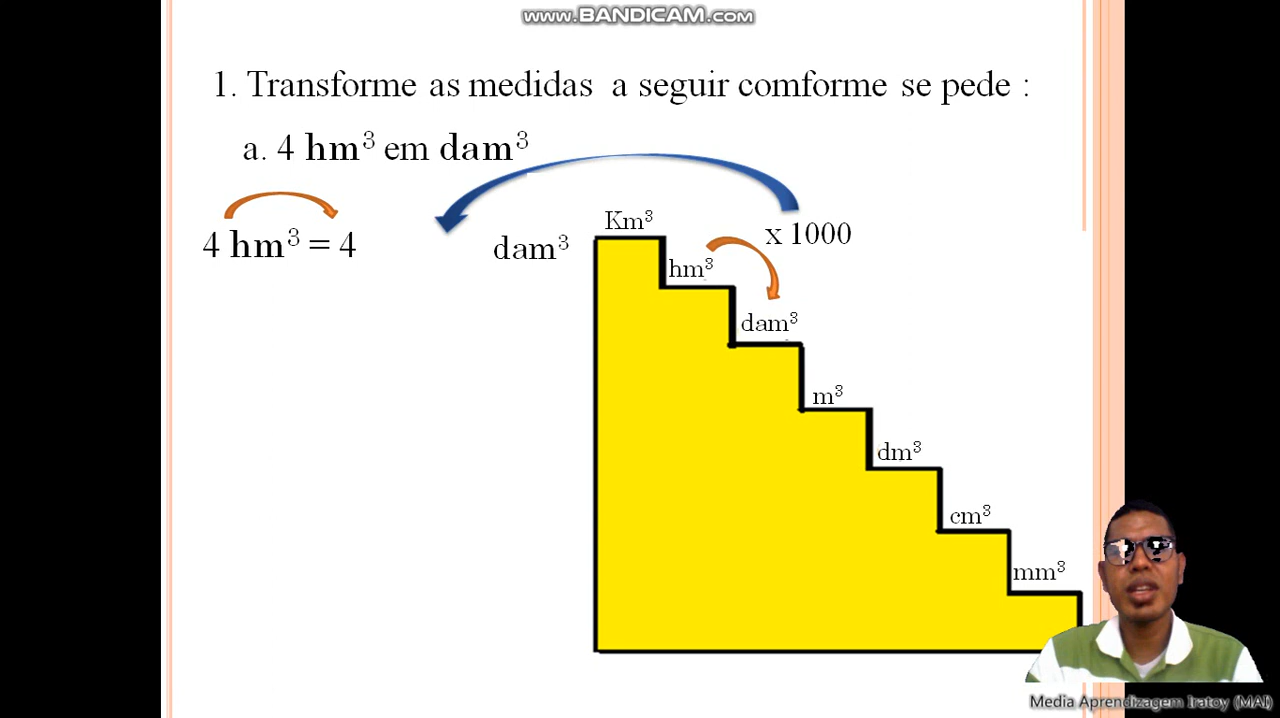 www.BANDICAM.com
1. Transforme as medidas a seguir comforme se pede :
a. 4 hm³ em dam³
4 hm³ = 4 dam³
x 1000
Km³
hm³
dam³
m³
dm³
cm³
mm³
Media Aprendizagem Iratoy (MAI)